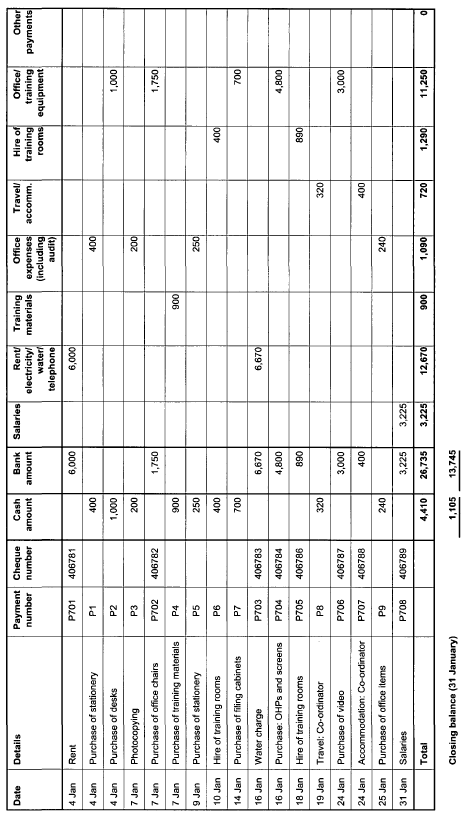 Date Details Payment number Cheque number Cash amount Bank amount Salaries Rent/ electricity/ water/ telephone Training materials Office expenses (including audit) Travel/ accomm. Hire of training rooms Office/ training equipment Other payments
4 Jan Rent P701 406781 6,000 6,000
4 Jan Purchase of stationery P1 400 400
4 Jan Purchase of desks P2 1,000 1,000
7 Jan Photocopying P3 200 200
7 Jan Purchase of office chairs P702 406782 1,750 1,750
7 Jan Purchase of training materials P4 900 900
9 Jan Purchase of stationery P5 250 250
10 Jan Hire of training rooms P6 400 400
14 Jan Purchase of filing cabinets P7 700 700
16 Jan Water charge P703 406783 6,670 6,670
16 Jan Purchase: OHPs and screens P704 406784 4,800 4,800
18 Jan Hire of training rooms P705 406786 890 890
19 Jan Travel: Co-ordinator P8 320 320
24 Jan Purchase of video P706 406787 3,000 3,000
24 Jan Accommodation: Co-ordinator P707 406788 400 400
25 Jan Purchase of office items P9 240 240
31 Jan Salaries P708 406789 3,225 3,225
Total 4,410 26,735 3,225 12,670 900 1,090 720 1,290 11,250 0
Closing balance (31 January) 1,105 13,745